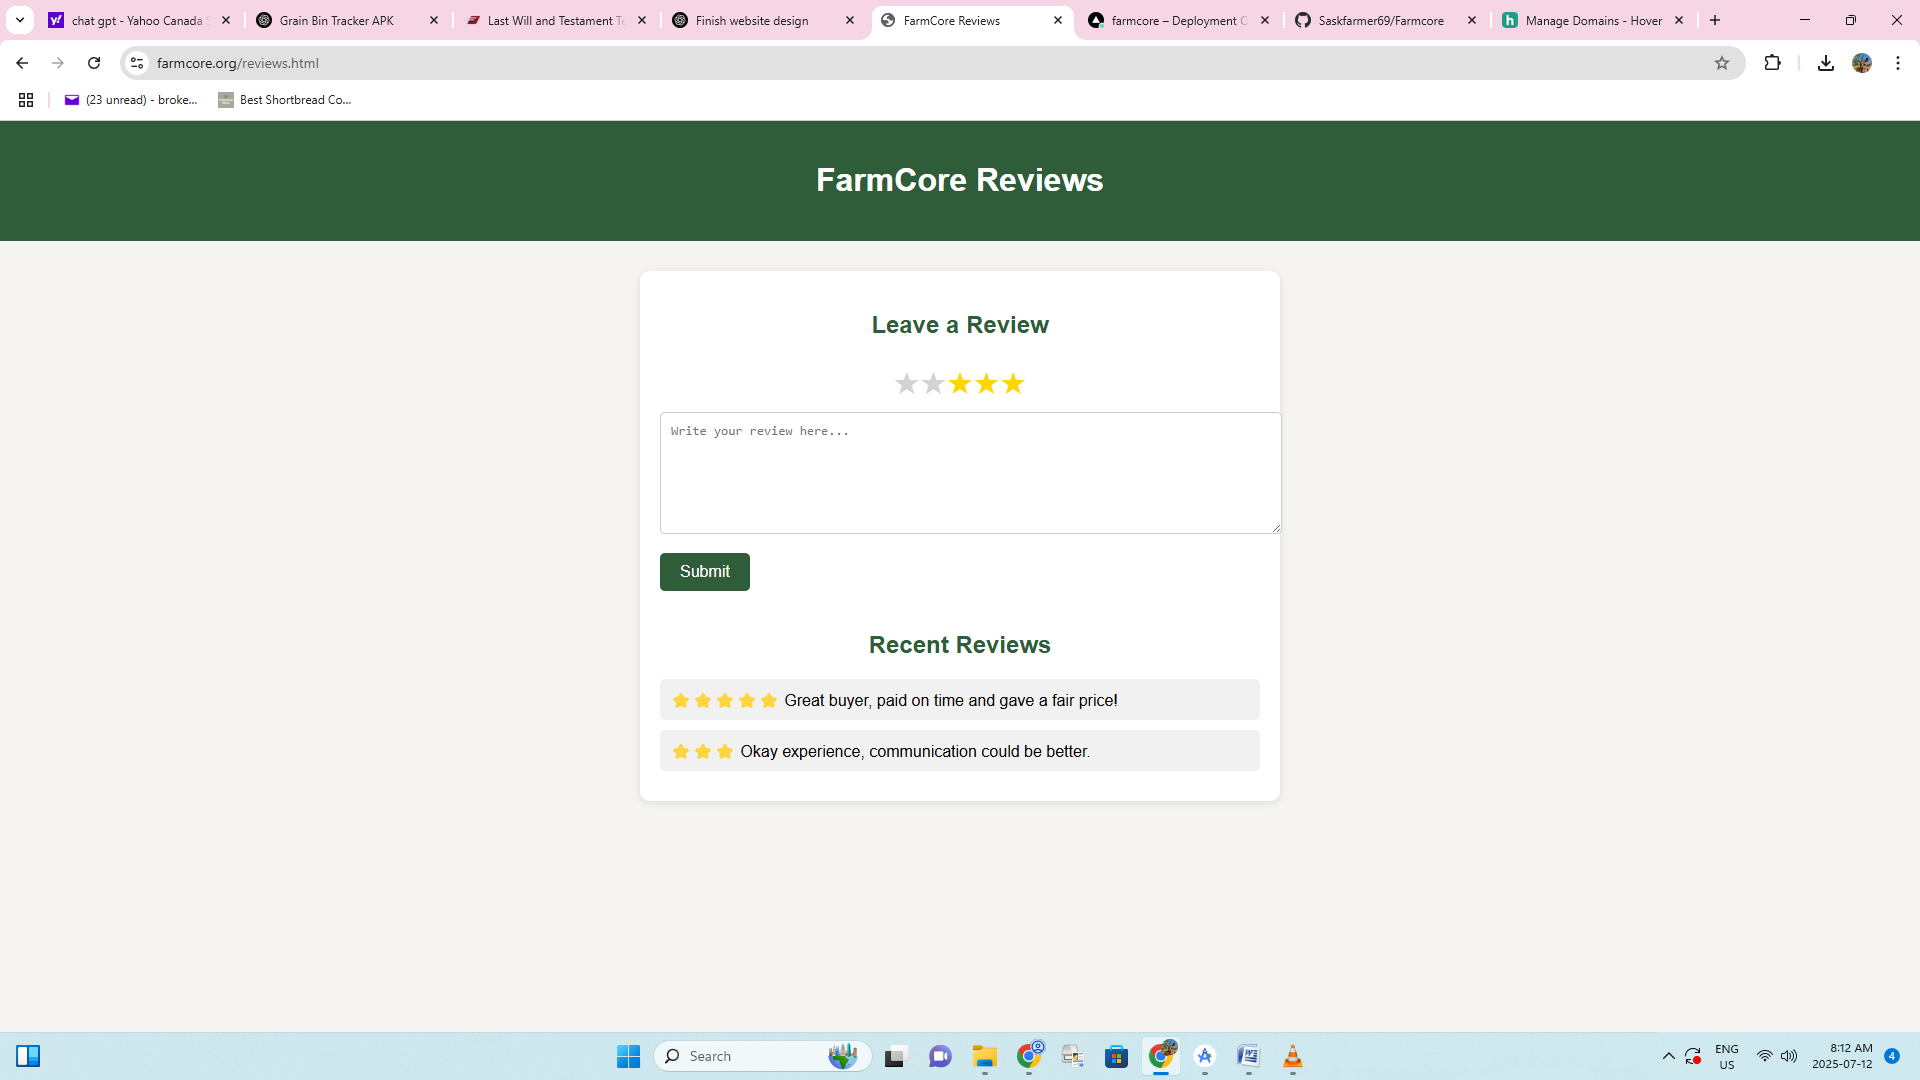 chat gpt - Yahoo Canada
Grain Bin Tracker APK
Last Will and Testament
Finish website design
FarmCore Reviews
farmcore – Deployment
Saskfarmer69/Farmcore
Manage Domains - Hover
farmcore.org/reviews.html
(23 unread) - broke...
Best Shortbread Co...
FarmCore Reviews
Leave a Review
Write your review here...
Submit
Recent Reviews
Great buyer, paid on time and gave a fair price!
Okay experience, communication could be better.
Search
ENG
US
8:12 AM
2025-07-12
4